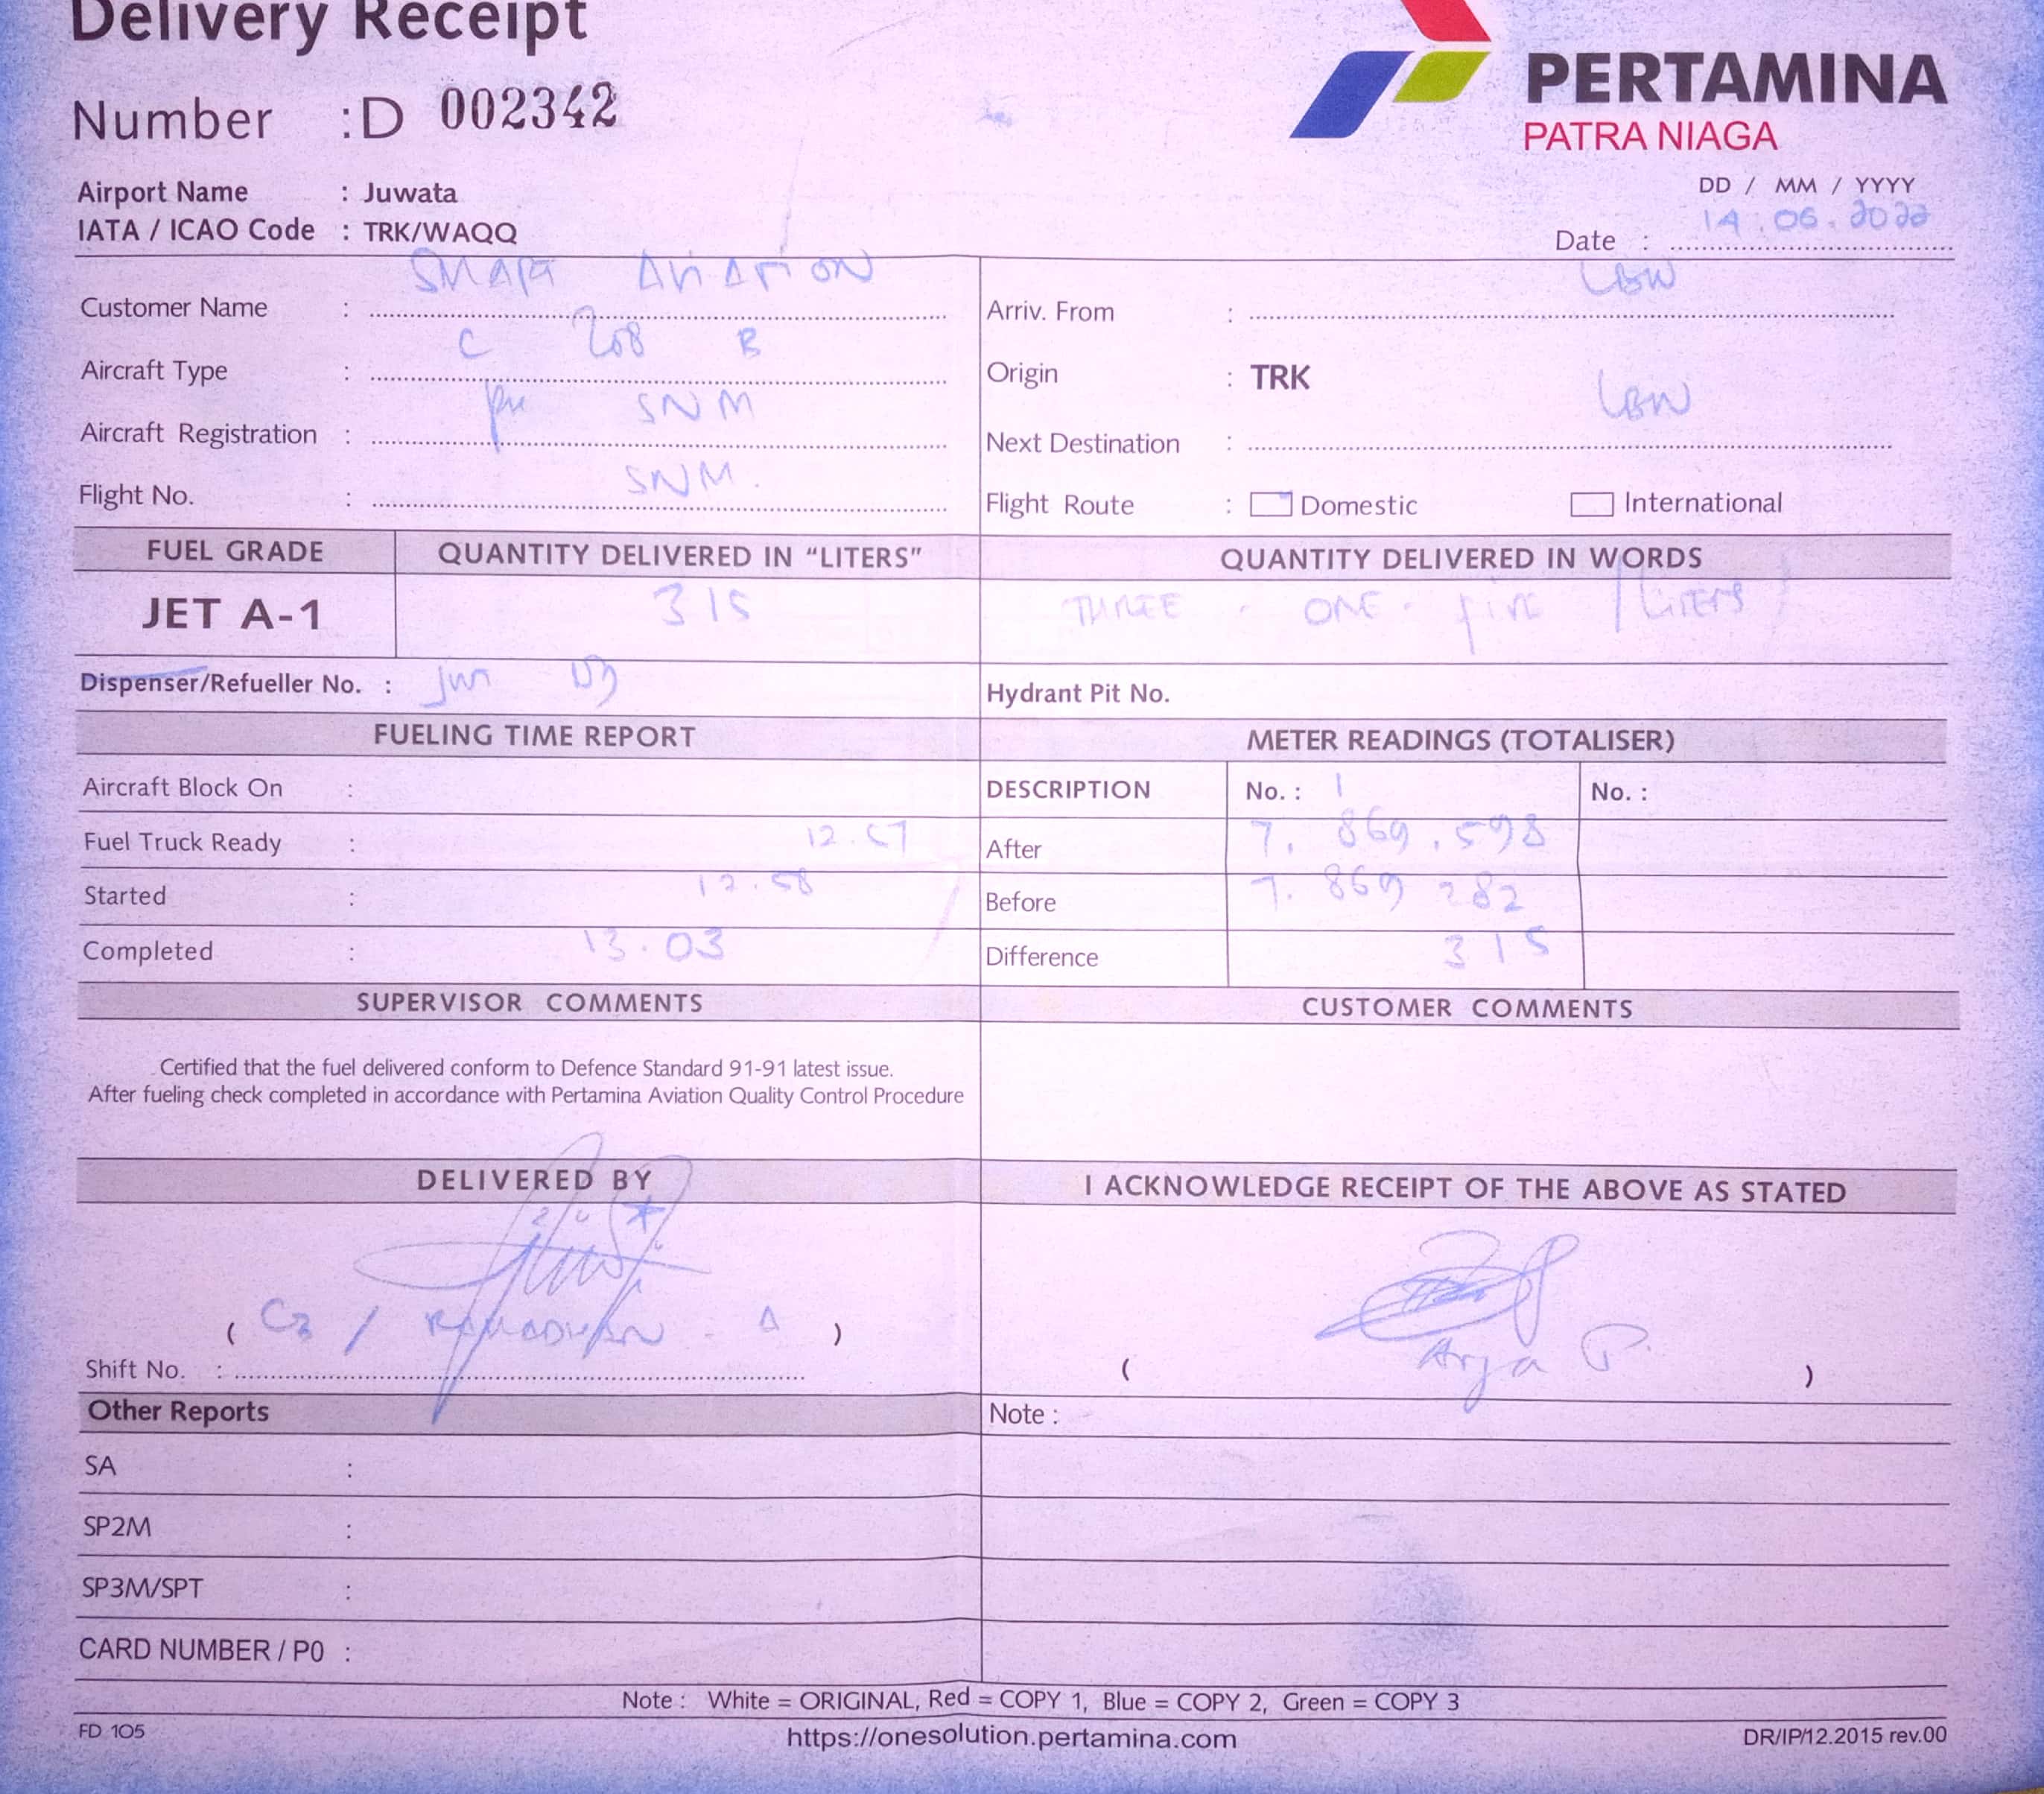 Delivery Receipt
Number : D 002342
PERTAMINA
PATRA NIAGA
Airport Name : Juwata
IATA / ICAO Code : TRK/WAQQ
DD / MM / YYYY
Date : 14.06.2022
Customer Name : SMART AVIATION
Arriv. From : LBW
Aircraft Type : C 208 B
Origin : TRK
Aircraft Registration : PK SNM
Next Destination : LBW
Flight No. : SNM.
Flight Route : Domestic International
FUEL GRADE QUANTITY DELIVERED IN “LITERS” QUANTITY DELIVERED IN WORDS
JET A-1 315 THREE . ONE . FIVE (LITERS)
Dispenser/Refueller No. :
Hydrant Pit No.
FUELING TIME REPORT METER READINGS (TOTALISER)
Aircraft Block On :
DESCRIPTION No. : 1 No. :
Fuel Truck Ready : 12.57
After 7.869.598
Started : 12.58
Before 7.869 282
Completed : 13.03
Difference 315
SUPERVISOR COMMENTS CUSTOMER COMMENTS
Certified that the fuel delivered conform to Defence Standard 91-91 latest issue.
After fueling check completed in accordance with Pertamina Aviation Quality Control Procedure
DELIVERED BY I ACKNOWLEDGE RECEIPT OF THE ABOVE AS STATED
( / RAMADHAN . A )
Shift No. :
( Arya P. )
Other Reports
Note :
SA :
SP2M :
SP3M/SPT :
CARD NUMBER / P0 :
Note : White = ORIGINAL, Red = COPY 1, Blue = COPY 2, Green = COPY 3
FD 105
https://onesolution.pertamina.com
DR/IP/12.2015 rev.00